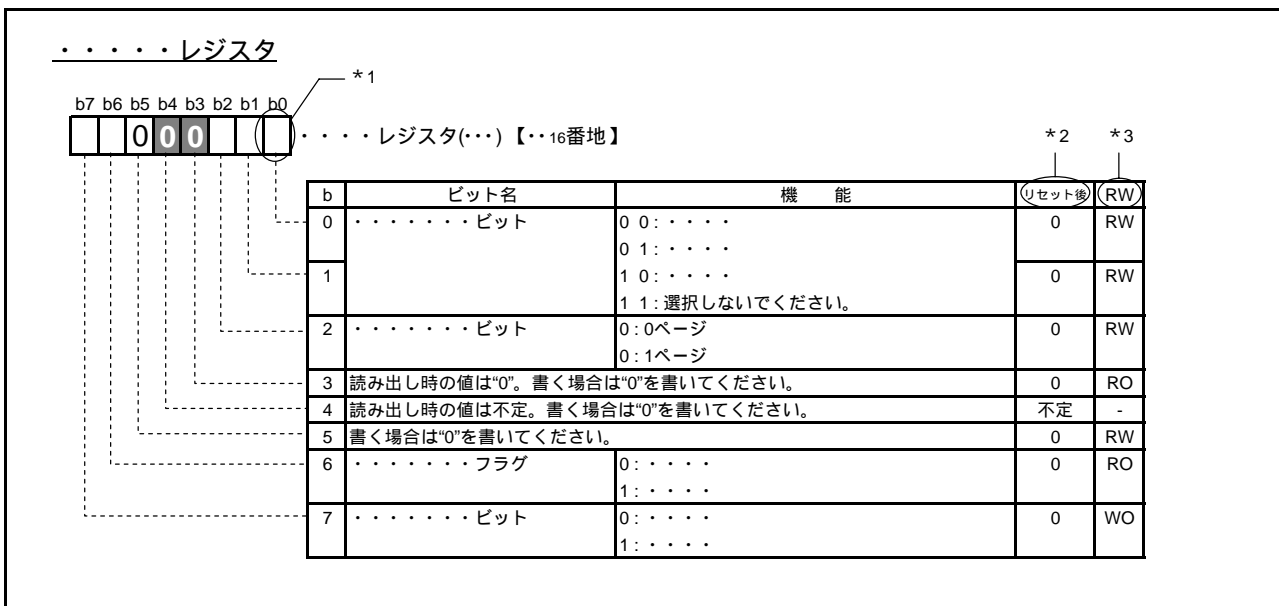 ・・・・・レジスタ
*1
b7 b6 b5 b4 b3 b2 b1 b0
0 0 0 ・・・・レジスタ(・・・)【・・16番地】
*2 *3
b ビット名 機 能 リセット後 RW
0 ・・・・・・・ビット 0 0:・・・・ 0 RW
0 1:・・・・
1 1 0:・・・・ 0 RW
1 1:選択しないでください。
2 ・・・・・・・ビット 0:0ページ 0 RW
0:1ページ
3 読み出し時の値は“0”。書く場合は“0”を書いてください。 0 RO
4 読み出し時の値は不定。書く場合は“0”を書いてください。 不定 -
5 書く場合は“0”を書いてください。 0 RW
6 ・・・・・・・フラグ 0:・・・・ 0 RO
1:・・・・
7 ・・・・・・・ビット 0:・・・・ 0 WO
1:・・・・